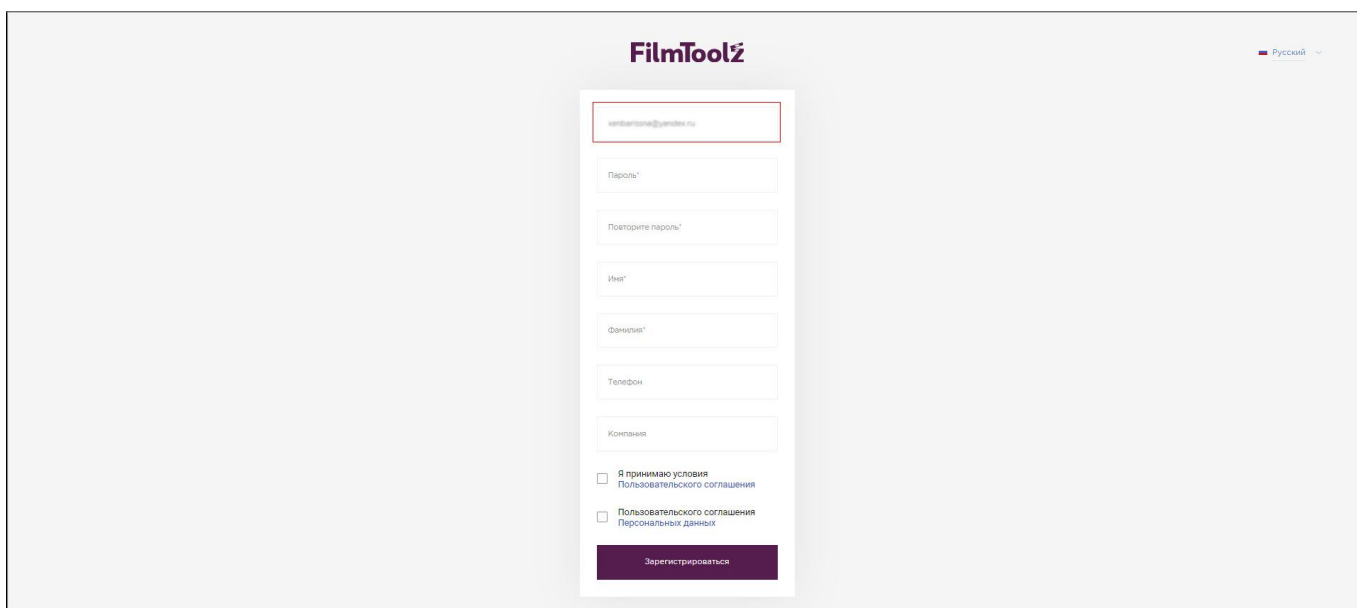 FilmToolz
Русский
Пароль*
Повторите пароль*
Имя*
Фамилия*
Телефон
Компания
Я принимаю условия
Пользовательского соглашения
Пользовательского соглашения
Персональных данных
Зарегистрироваться